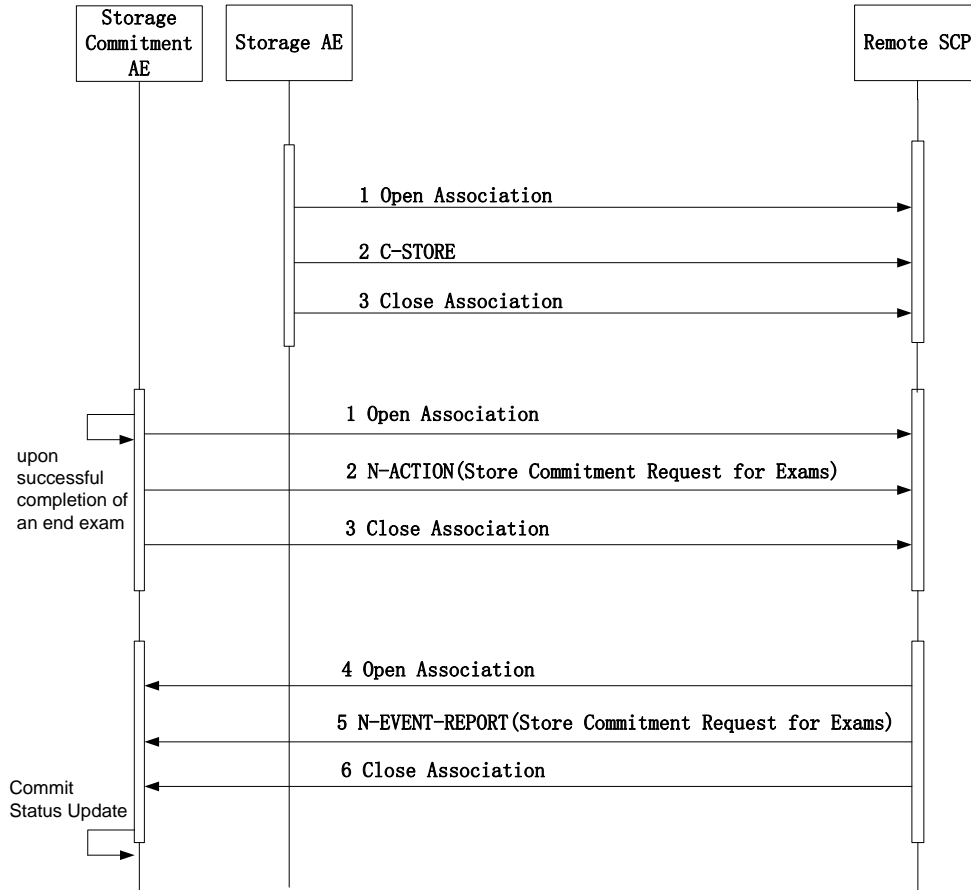 Storage
Commitment
AE
Storage AE
Remote SCP
1 Open Association
2 C-STORE
3 Close Association
1 Open Association
upon
successful
completion of
an end exam
2 N-ACTION(Store Commitment Request for Exams)
3 Close Association
4 Open Association
5 N-EVENT-REPORT(Store Commitment Request for Exams)
6 Close Association
Commit
Status Update